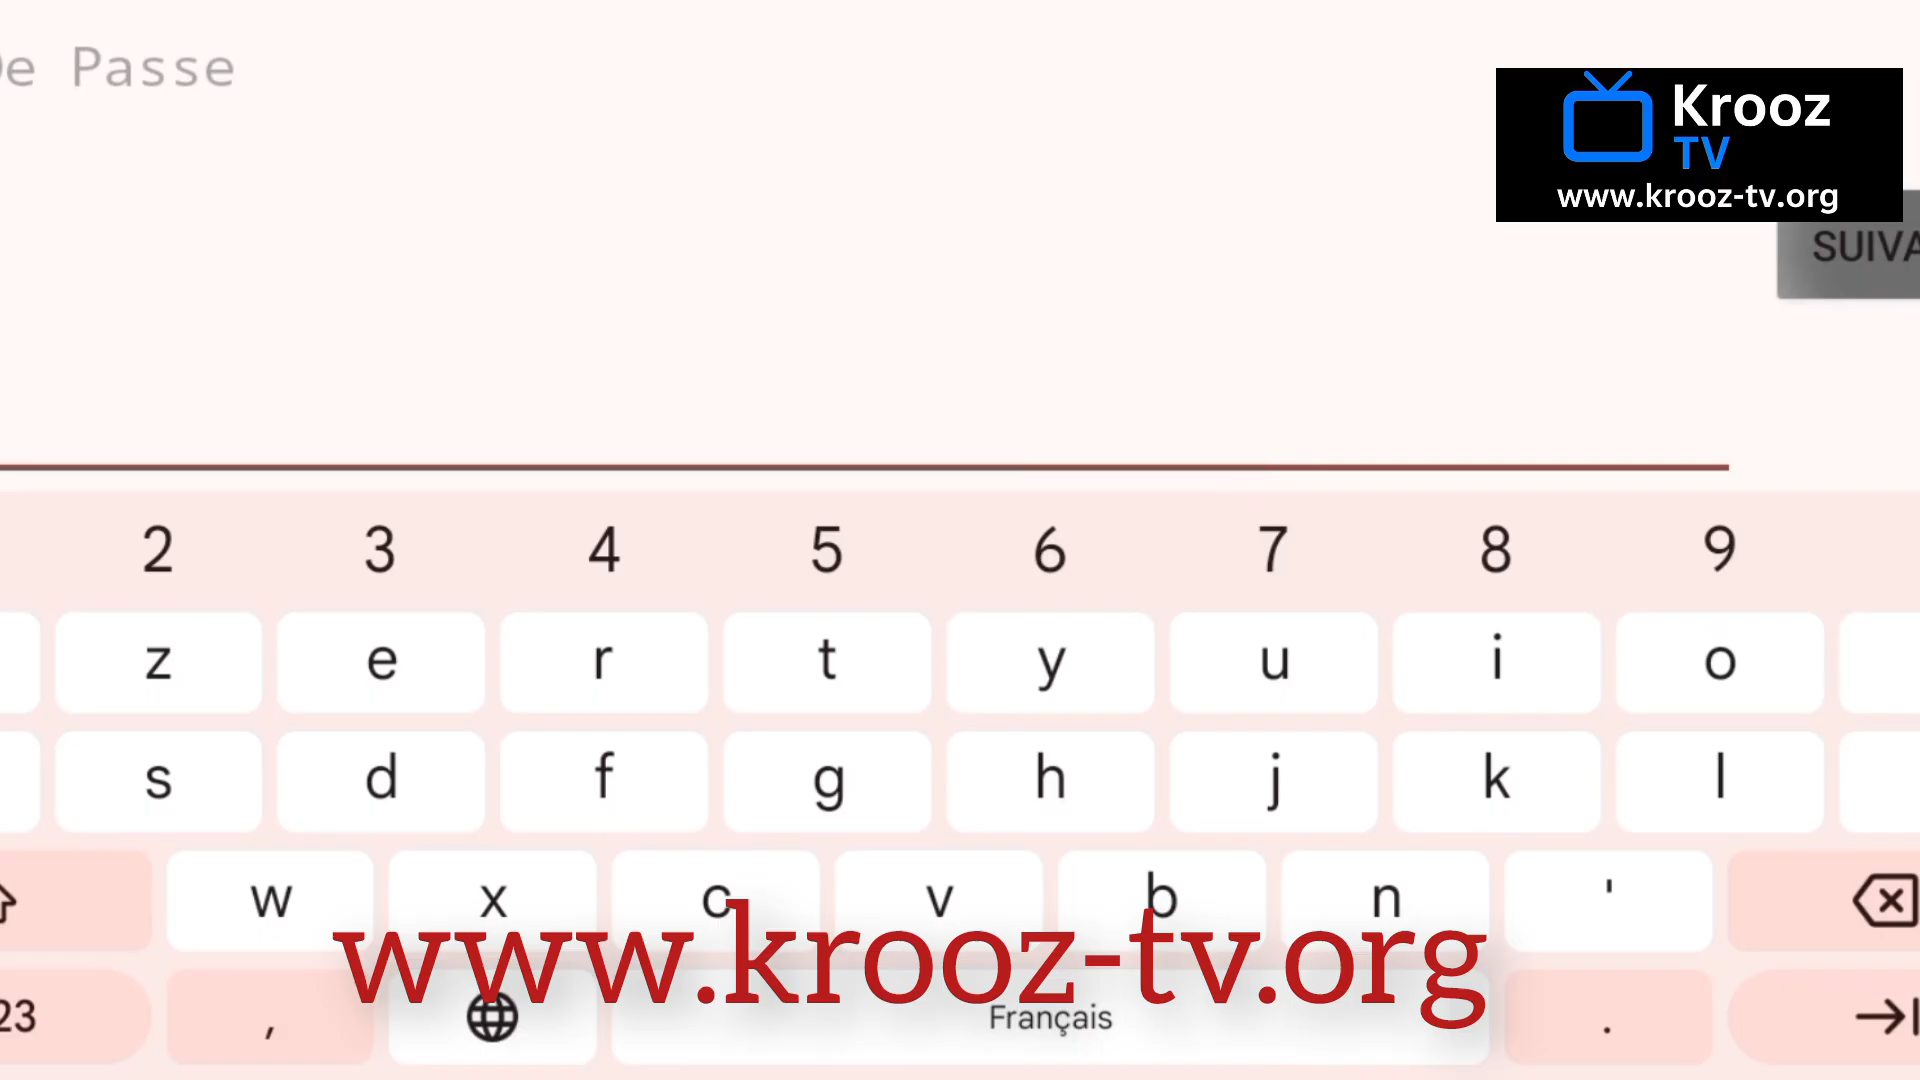 De Passe
Krooz
TV
www.krooz-tv.org
SUIVA
2 3 4 5 6 7 8 9
z e r t y u i o
s d f g h j k l
w x c v b n '
www.krooz-tv.org
23 , Français .